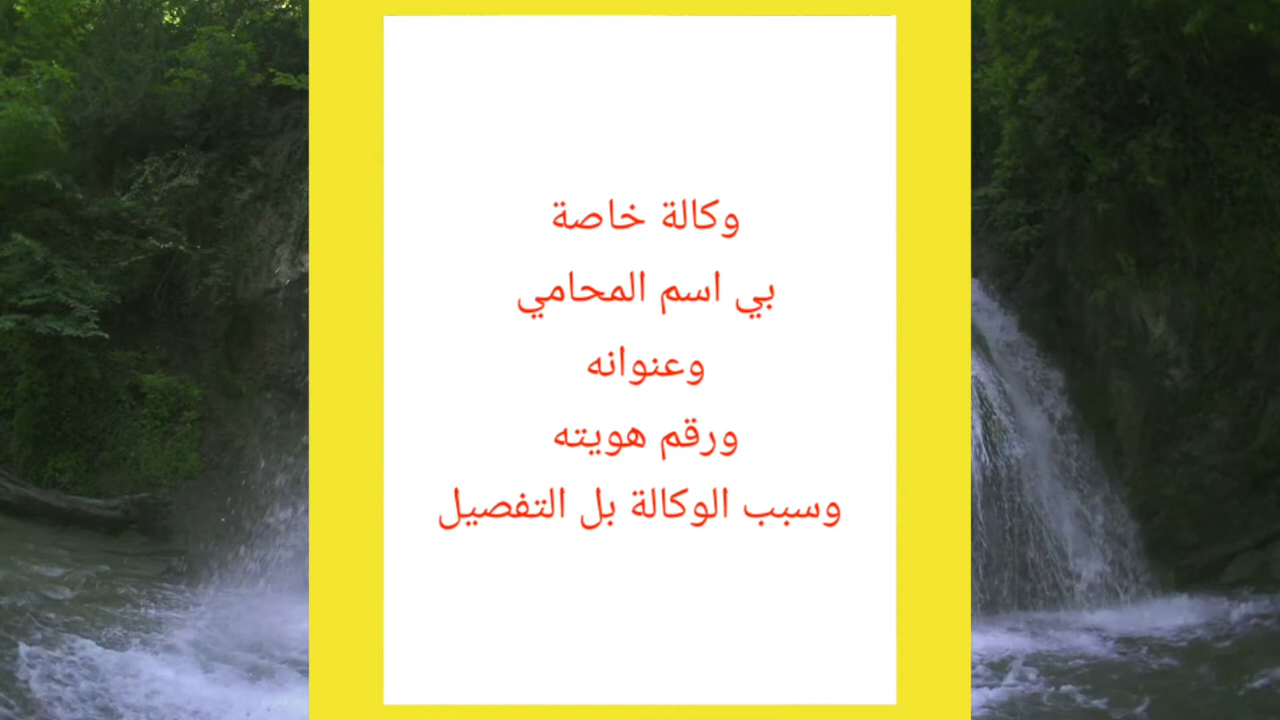 وكالة خاصة
بي اسم المحامي
وعنوانه
ورقم هويته
وسبب الوكالة بل التفصيل